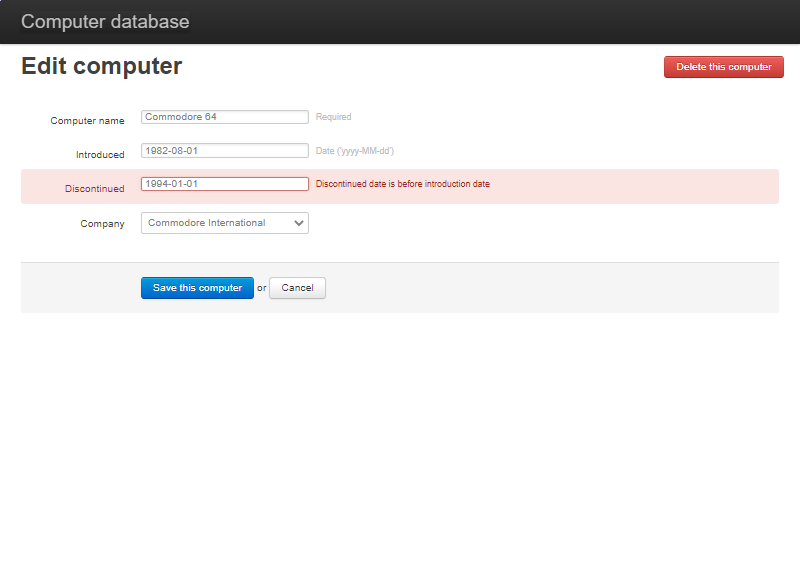 Computer database
Edit computer
Delete this computer
Computer name Commodore 64 Required
Introduced 1982-08-01 Date ('yyyy-MM-dd')
Discontinued 1994-01-01 Discontinued date is before introduction date
Company Commodore International
Save this computer or Cancel